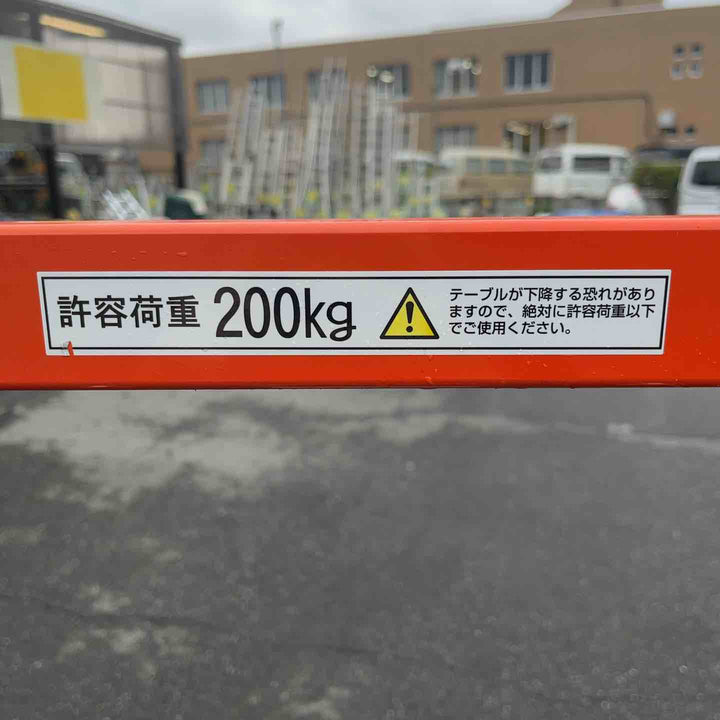 許容荷重 200kg
テーブルが下降する恐れがあり
ますので、絶対に許容荷重以下
でご使用ください。